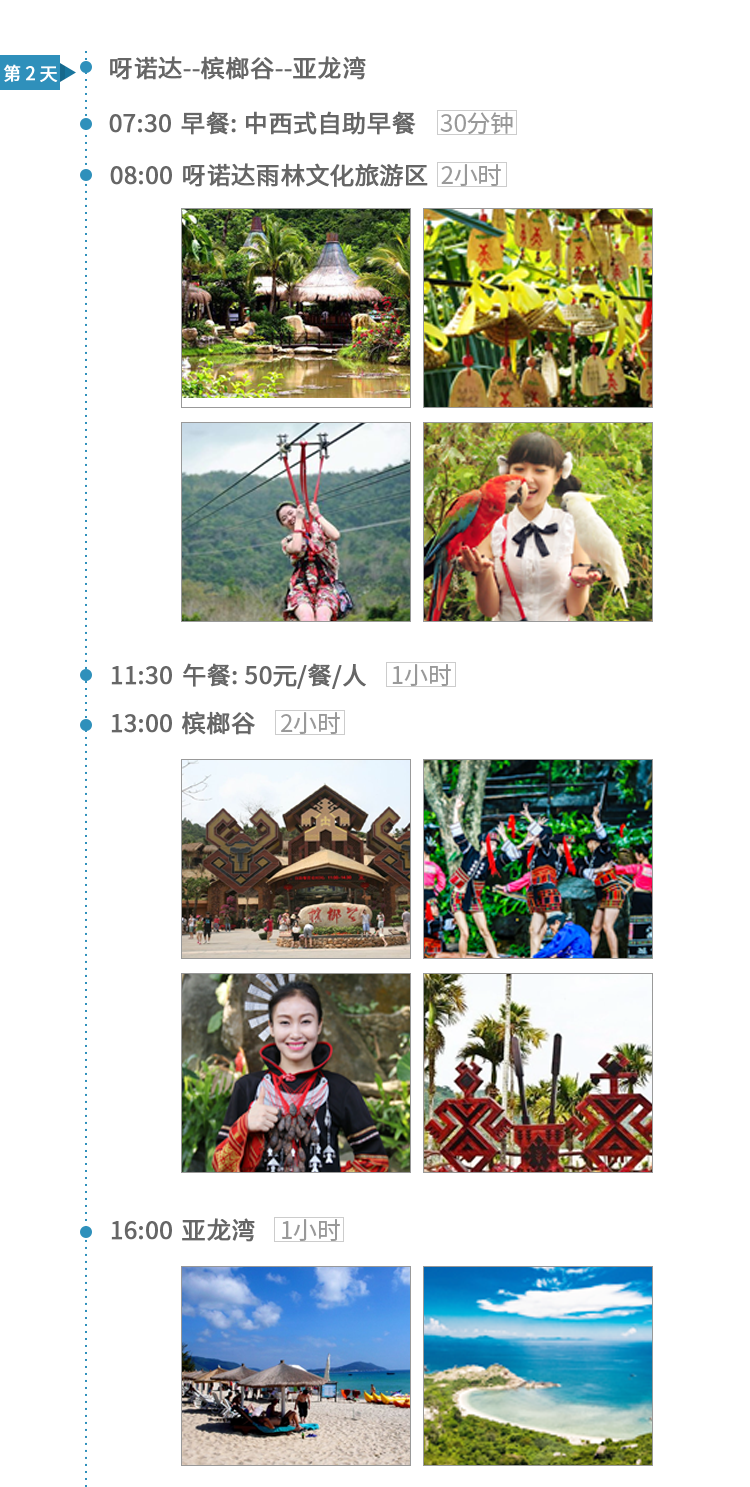 第2天
呀诺达--槟榔谷--亚龙湾
07:30 早餐: 中西式自助早餐 30分钟
08:00 呀诺达雨林文化旅游区 2小时
11:30 午餐: 50元/餐/人 1小时
13:00 槟榔谷 2小时
槟榔谷
16:00 亚龙湾 1小时